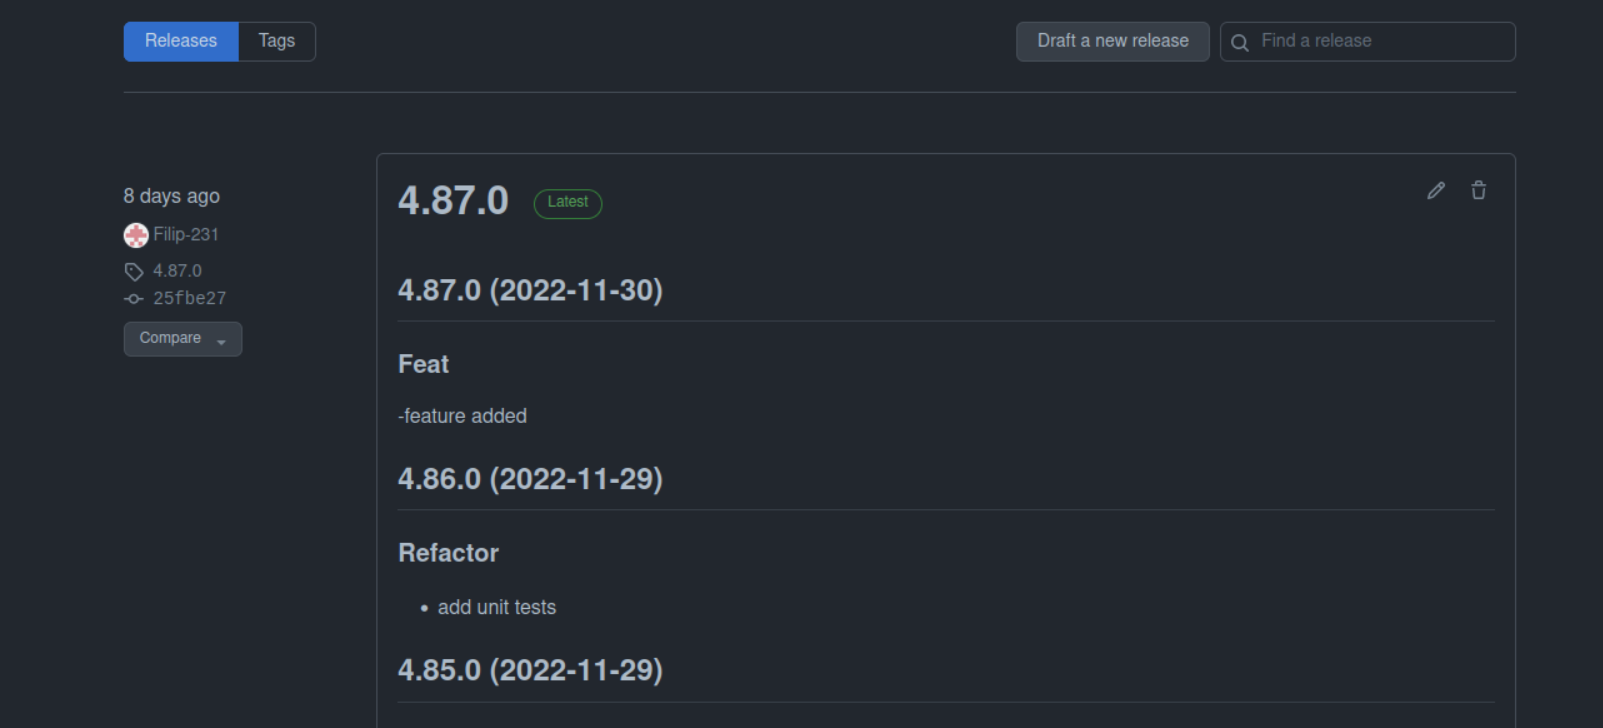 Releases Tags Draft a new release Find a release
8 days ago
Filip-231
4.87.0
25fbe27
Compare
4.87.0 Latest
4.87.0 (2022-11-30)
Feat
-feature added
4.86.0 (2022-11-29)
Refactor
• add unit tests
4.85.0 (2022-11-29)